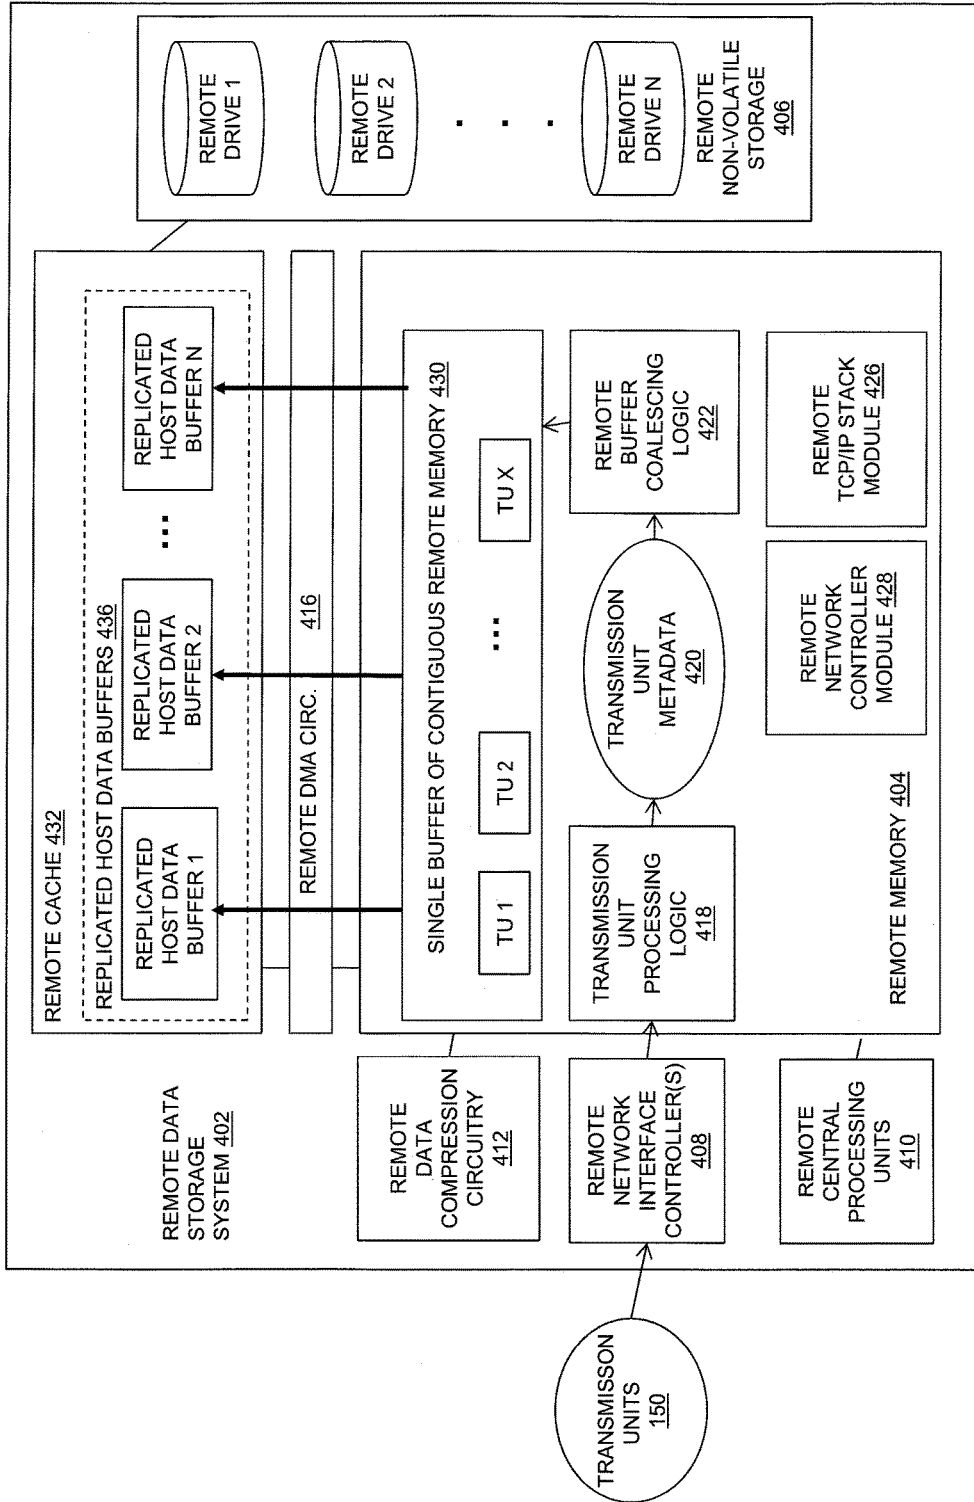 REMOTE DATA
STORAGE
SYSTEM 402
REMOTE CACHE 432
REPLICATED HOST DATA BUFFERS 436
REPLICATED
HOST DATA
BUFFER 1
REPLICATED
HOST DATA
BUFFER 2
...
REPLICATED
HOST DATA
BUFFER N
REMOTE DMA CIRC. 416
REMOTE
DRIVE 1
REMOTE
DRIVE 2
. . .
REMOTE
DRIVE N
REMOTE
NON-VOLATILE
STORAGE
406
REMOTE
DATA
COMPRESSION
CIRCUITRY
412
SINGLE BUFFER OF CONTIGUOUS REMOTE MEMORY 430
TU 1
TU 2
...
TU X
TRANSMISSON
UNITS
150
REMOTE
NETWORK
INTERFACE
CONTROLLER(S)
408
TRANSMISSION
UNIT
PROCESSING
LOGIC
418
TRANSMISSION
UNIT
METADATA
420
REMOTE
BUFFER
COALESCING
LOGIC
422
REMOTE
CENTRAL
PROCESSING
UNITS
410
REMOTE MEMORY 404
REMOTE
NETWORK
CONTROLLER
MODULE 428
REMOTE
TCP/IP STACK
MODULE 426